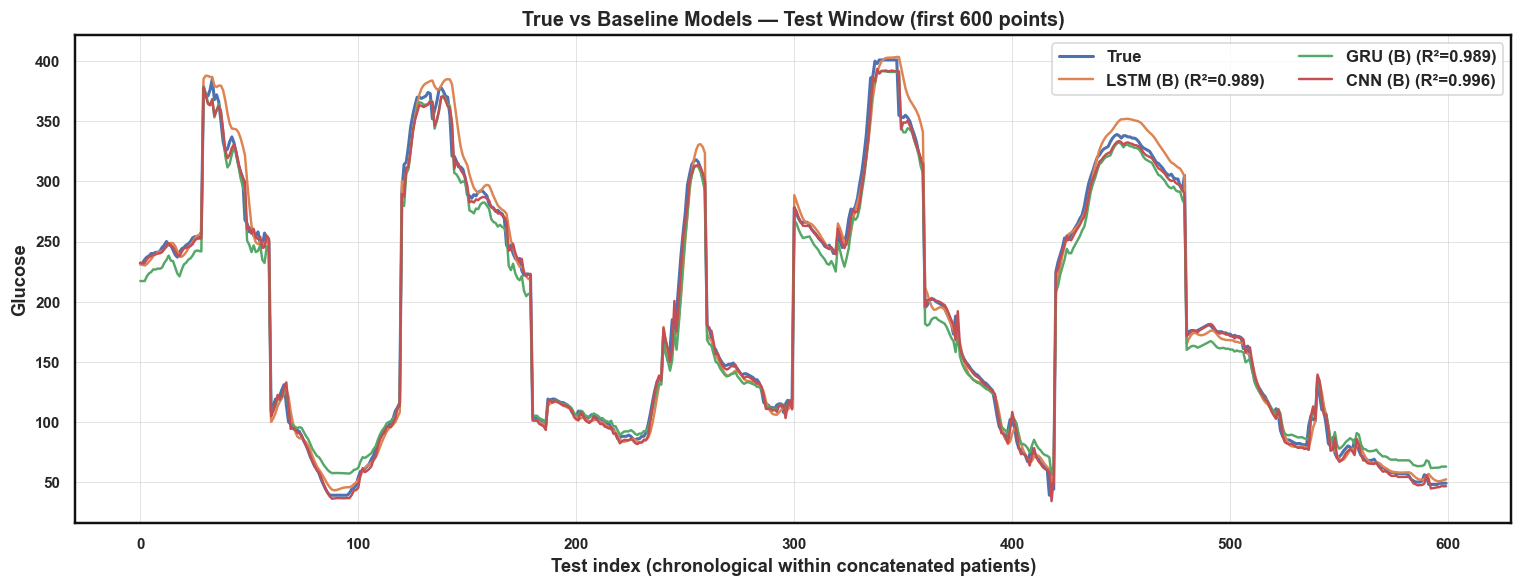 True vs Baseline Models — Test Window (first 600 points)
True
LSTM (B) (R²=0.989)
GRU (B) (R²=0.989)
CNN (B) (R²=0.996)
Glucose
400
350
300
250
200
150
100
50
0 100 200 300 400 500 600
Test index (chronological within concatenated patients)